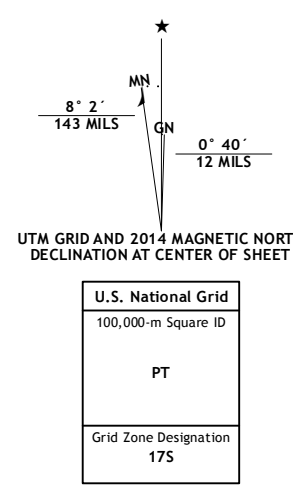 ★
MN
GN
8° 2´
143 MILS
0° 40´
12 MILS
UTM GRID AND 2014 MAGNETIC NORT
DECLINATION AT CENTER OF SHEET
U.S. National Grid
100,000-m Square ID
PT
Grid Zone Designation
17S